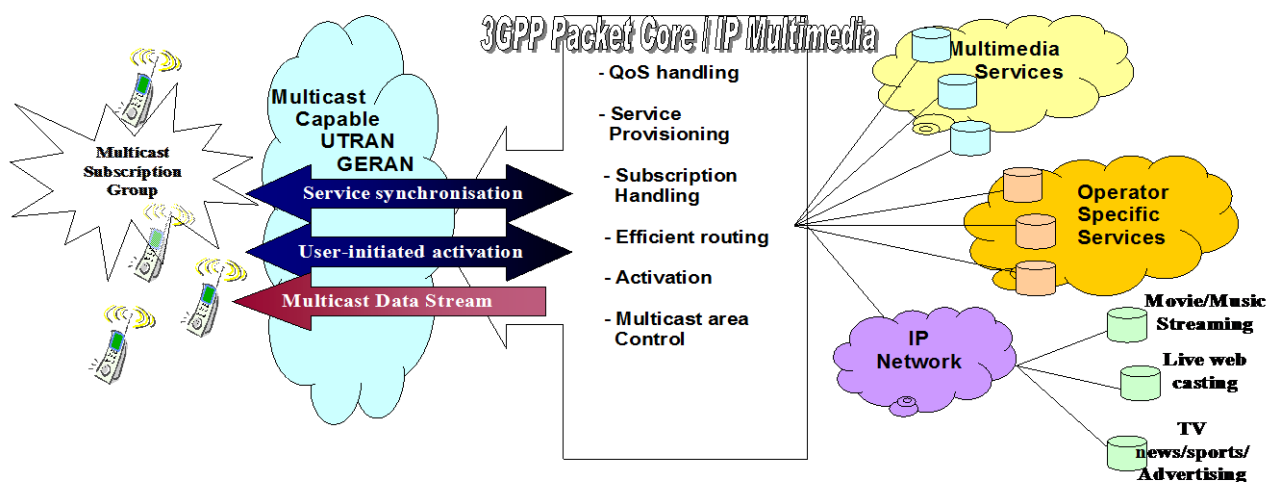 3GPP Packet Core / IP Multimedia
Multicast
Subscription
Group
Multicast
Capable
UTRAN
GERAN
Service synchronisation
User-initiated activation
Multicast Data Stream
- QoS handling
- Service
Provisioning
- Subscription
Handling
- Efficient routing
- Activation
- Multicast area
Control
Multimedia
Services
Operator
Specific
Services
IP
Network
Movie/Music
Streaming
Live web
casting
TV
news/sports/
Advertising